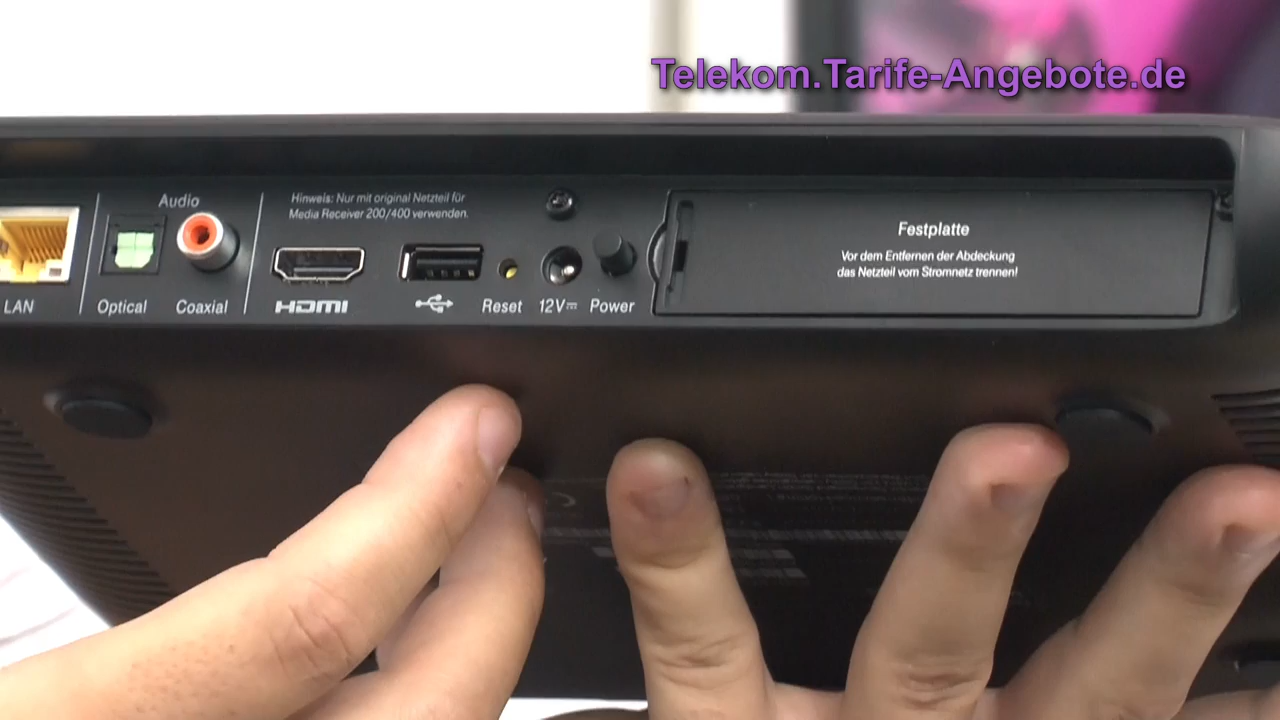 Telekom.Tarife-Angebote.de
Audio
Hinweis: Nur mit original Netzteil für
Media Receiver 200/400 verwenden.
Festplatte
Vor dem Entfernen der Abdeckung
das Netzteil vom Stromnetz trennen!
LAN
Optical
Coaxial
HDMI
Reset
12V
Power